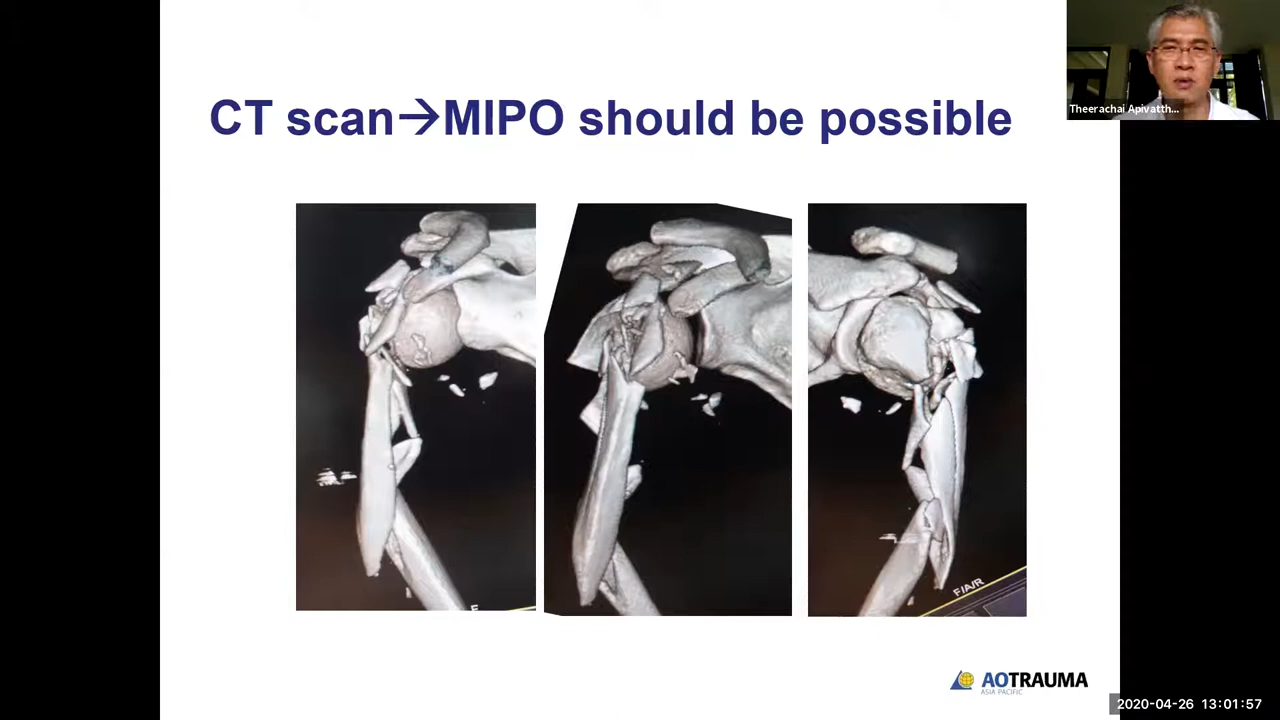 CT scan→MIPO should be possible
Theerachai Apivatth...
F/A/R
AOTRAUMA
ASIA PACIFIC
2020-04-26 13:01:57